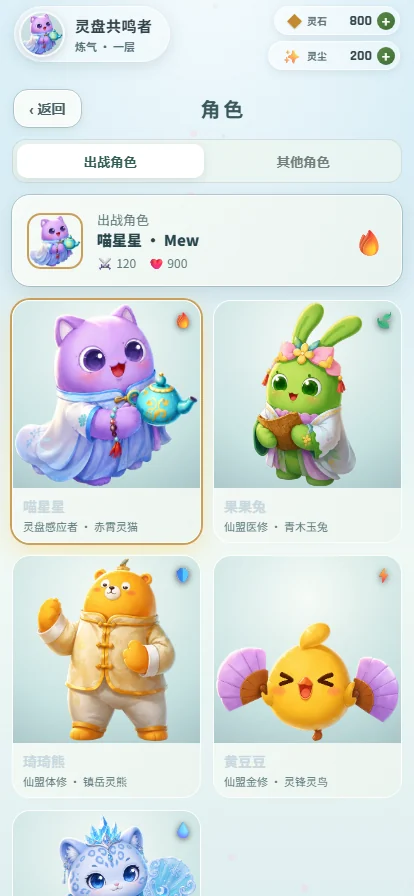 灵盘共鸣者
炼气 • 一层
灵石 800 +
灵尘 200 +
‹ 返回
角色
出战角色
其他角色
出战角色
喵星星 • Mew
120 900
喵星星
灵盘感应者 • 赤霄灵猫
果果兔
仙盟医修 • 青木玉兔
琦琦熊
仙盟体修 • 镇岳灵熊
黄豆豆
仙盟金修 • 灵锋灵鸟